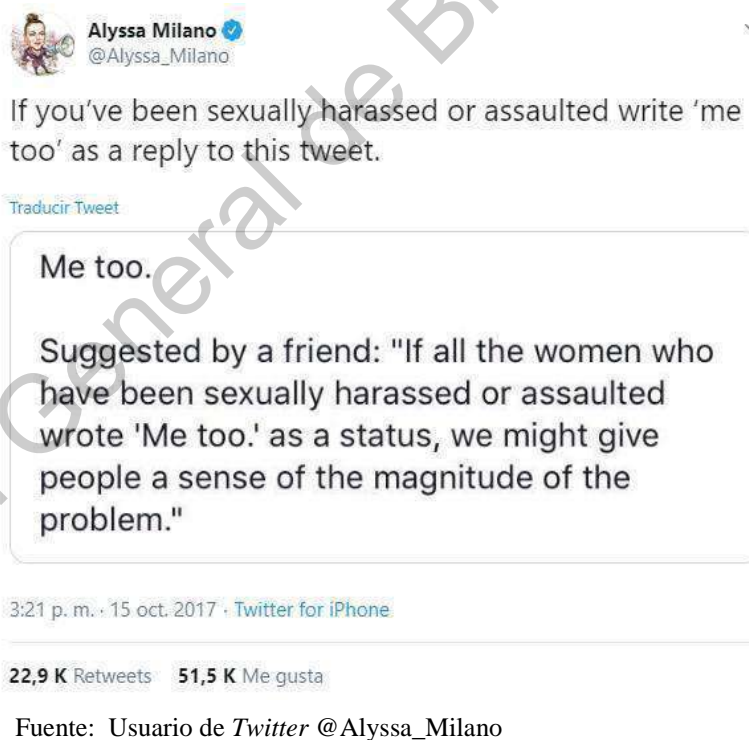 Alyssa Milano
@Alyssa_Milano
If you've been sexually harassed or assaulted write 'me
too' as a reply to this tweet.
Traducir Tweet
Me too.
Suggested by a friend: "If all the women who
have been sexually harassed or assaulted
wrote 'Me too.' as a status, we might give
people a sense of the magnitude of the
problem."
3:21 p. m. · 15 oct. 2017 · Twitter for iPhone
22,9 K Retweets 51,5 K Me gusta
Fuente: Usuario de Twitter @Alyssa_Milano
General de